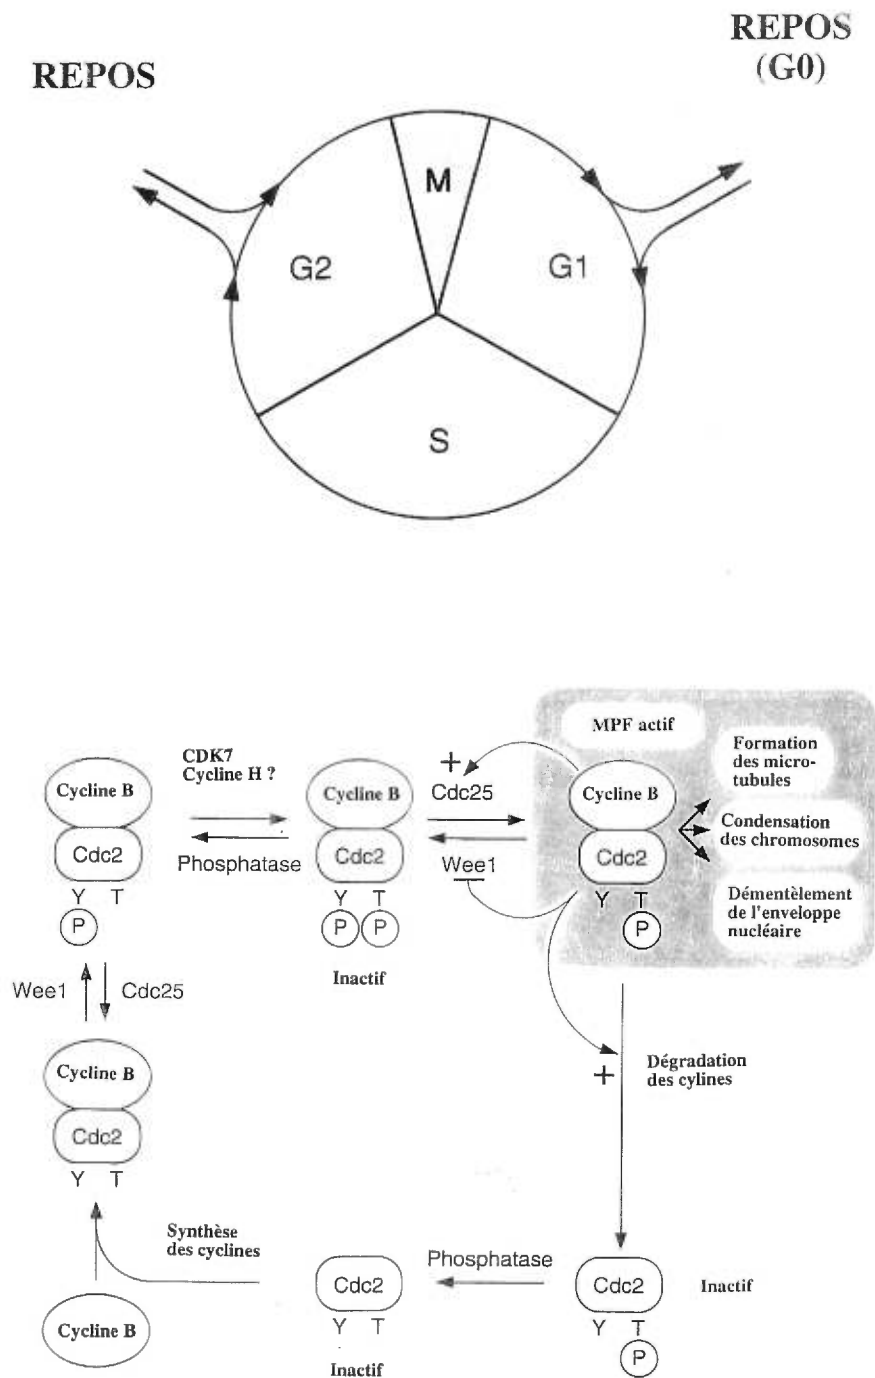 REPOS
REPOS
(G0)
M
G2
G1
S
MPF actif
Formation
des micro-
tubules
CDK7
Cycline H ?
+
Cycline B
Cycline B
Cdc25
Cycline B
Condensation
des chromosomes
Cdc2
Phosphatase
Cdc2
Wee1
Cdc2
Y T
Y T
Y T
Démentèlement
de l'enveloppe
nucléaire
P
P P
P
Inactif
Wee1
Cdc25
Cycline B
+
Dégradation
des cylines
Cdc2
Y T
Synthèse
des cyclines
Phosphatase
Cdc2
Cdc2
Inactif
Cycline B
Y T
Y T
Inactif
P